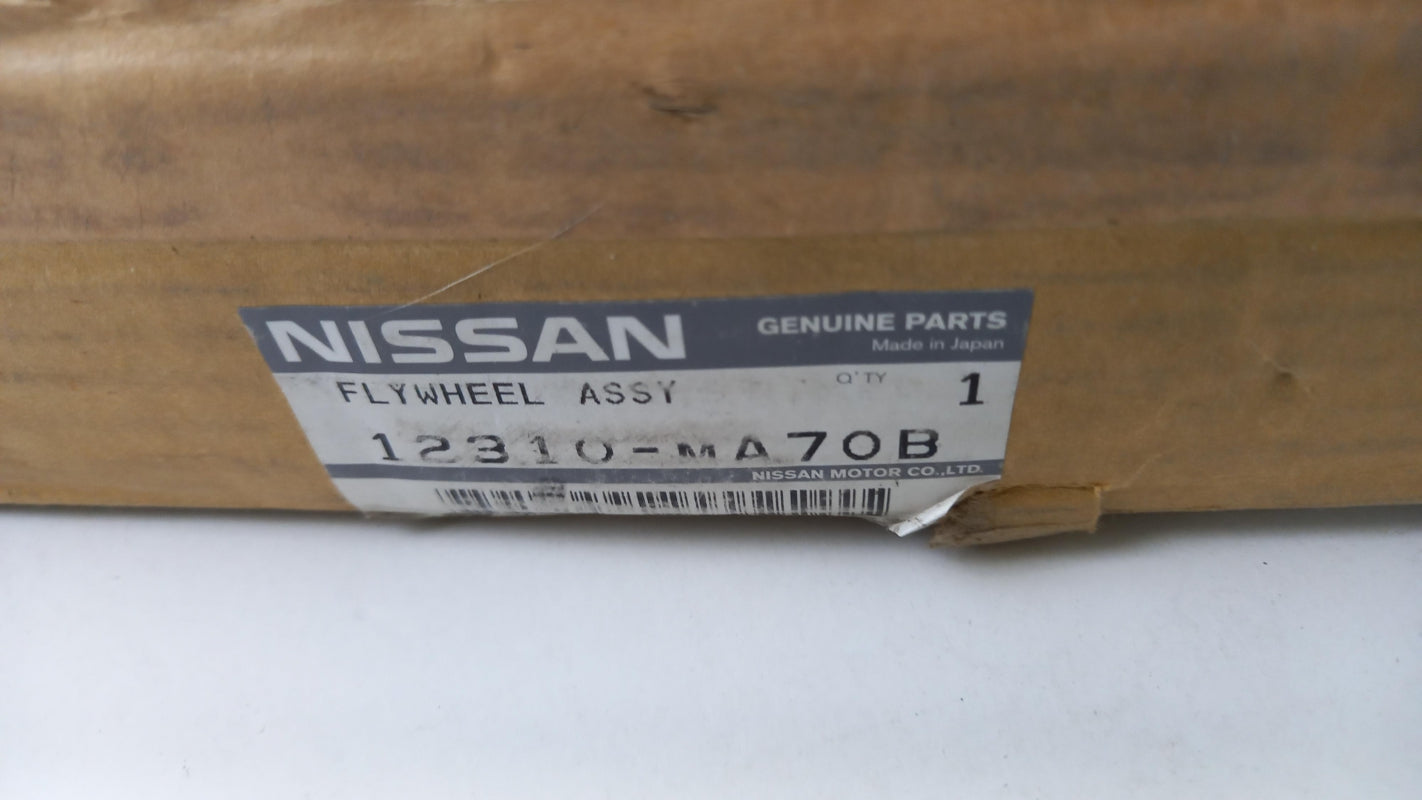 NISSAN GENUINE PARTS
Made in Japan
FLYWHEEL ASSY Q'TY 1
12310-MA70B
NISSAN MOTOR CO.,LTD.